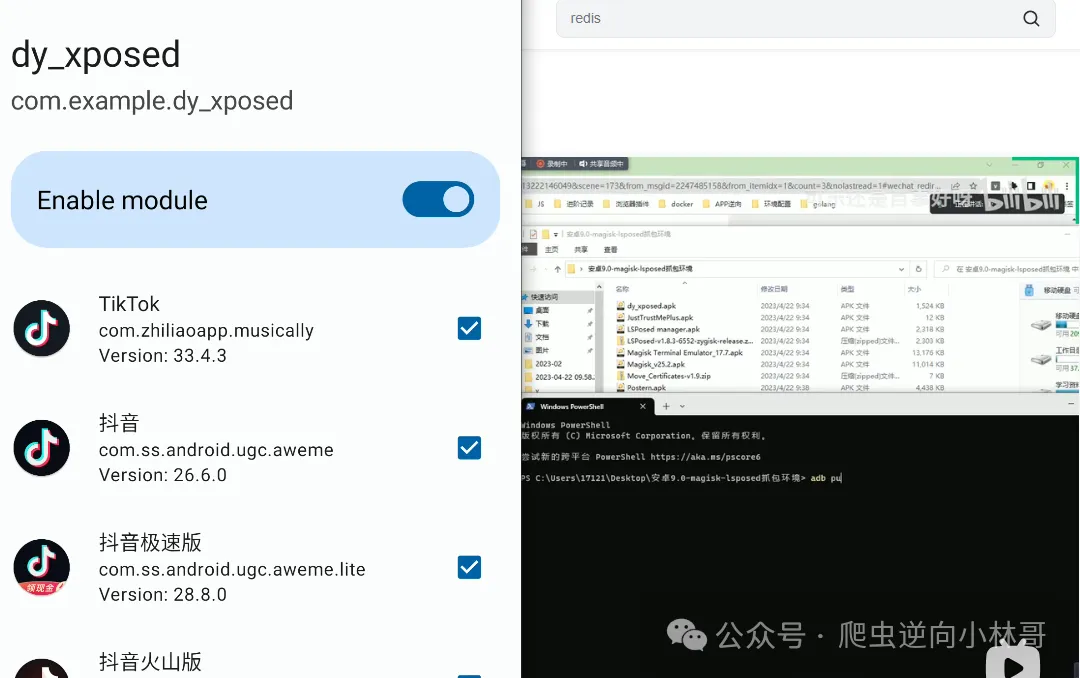 dy_xposed
com.example.dy_xposed
Enable module
TikTok
com.zhiliaoapp.musically
Version: 33.4.3
抖音
com.ss.android.ugc.aweme
Version: 26.6.0
抖音极速版
com.ss.android.ugc.aweme.lite
Version: 28.8.0
领现金
抖音火山版
redis
录制中 共享音频中
13222146049&scene=173&from_msgid=2247485158&from_itemidx=1&count=3&nolastread=1#wechat_redir...
JS 进阶记录 浏览器插件 docker APP逆向 环境配置 golang
bilibili
安卓9.0-magisk-lsposed抓包环境
主页 共享 查看
安卓9.0-magisk-lsposed抓包环境
在 安卓9.0-magisk-lsposed抓包环境 中
名称 修改日期 类型 大小
快速访问
桌面
下载
文档
图片
2023-02
2023-04-22 09.58...
dy_xposed.apk 2023/4/22 9:34 APK 文件 1,524 KB
JustTrustMePlus.apk 2023/4/22 9:34 APK 文件 12 KB
LSPosed manager.apk 2023/4/22 9:34 APK 文件 2,318 KB
LSPosed-v1.8.3-6552-zygisk-release.z... 2023/4/22 9:34 压缩(zipped)文件... 2,303 KB
Magisk Terminal Emulator_17.7.apk 2023/4/22 9:34 APK 文件 13,176 KB
Magisk_v25.2.apk 2023/4/22 9:34 APK 文件 11,014 KB
Move_Certificates-v1.9.zip 2023/4/22 9:34 压缩(zipped)文件... 7 KB
Postern.apk 2023/4/22 9:38 APK 文件 4,438 KB
Windows PowerShell
Windows PowerShell
版权所有 (C) Microsoft Corporation。保留所有权利。
尝试新的跨平台 PowerShell https://aka.ms/pscore6
PS C:\Users\17121\Desktop\安卓9.0-magisk-lsposed抓包环境> adb pu
公众号 · 爬虫逆向小林哥